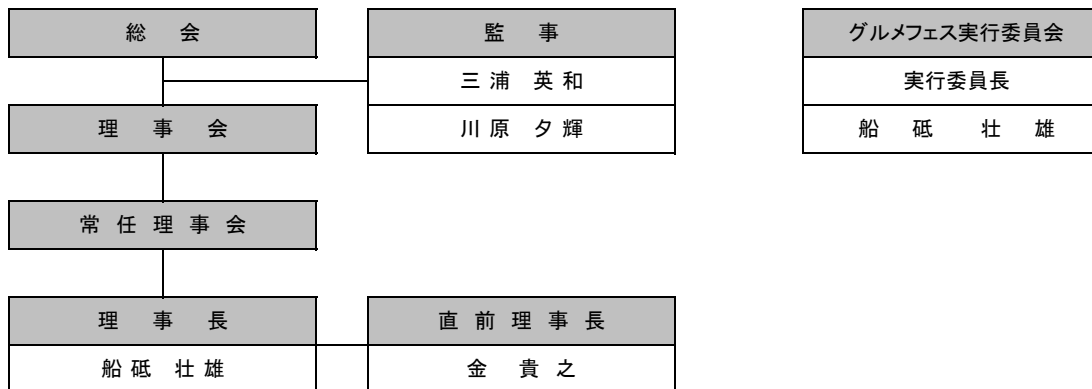 総　会
監　事
三浦　英和
川原　夕輝
理　事　会
常任理事会
理　事　長
船砥　壮雄
直前理事長
金　貴之
グルメフェス実行委員会
実行委員長
船　砥　壮　雄